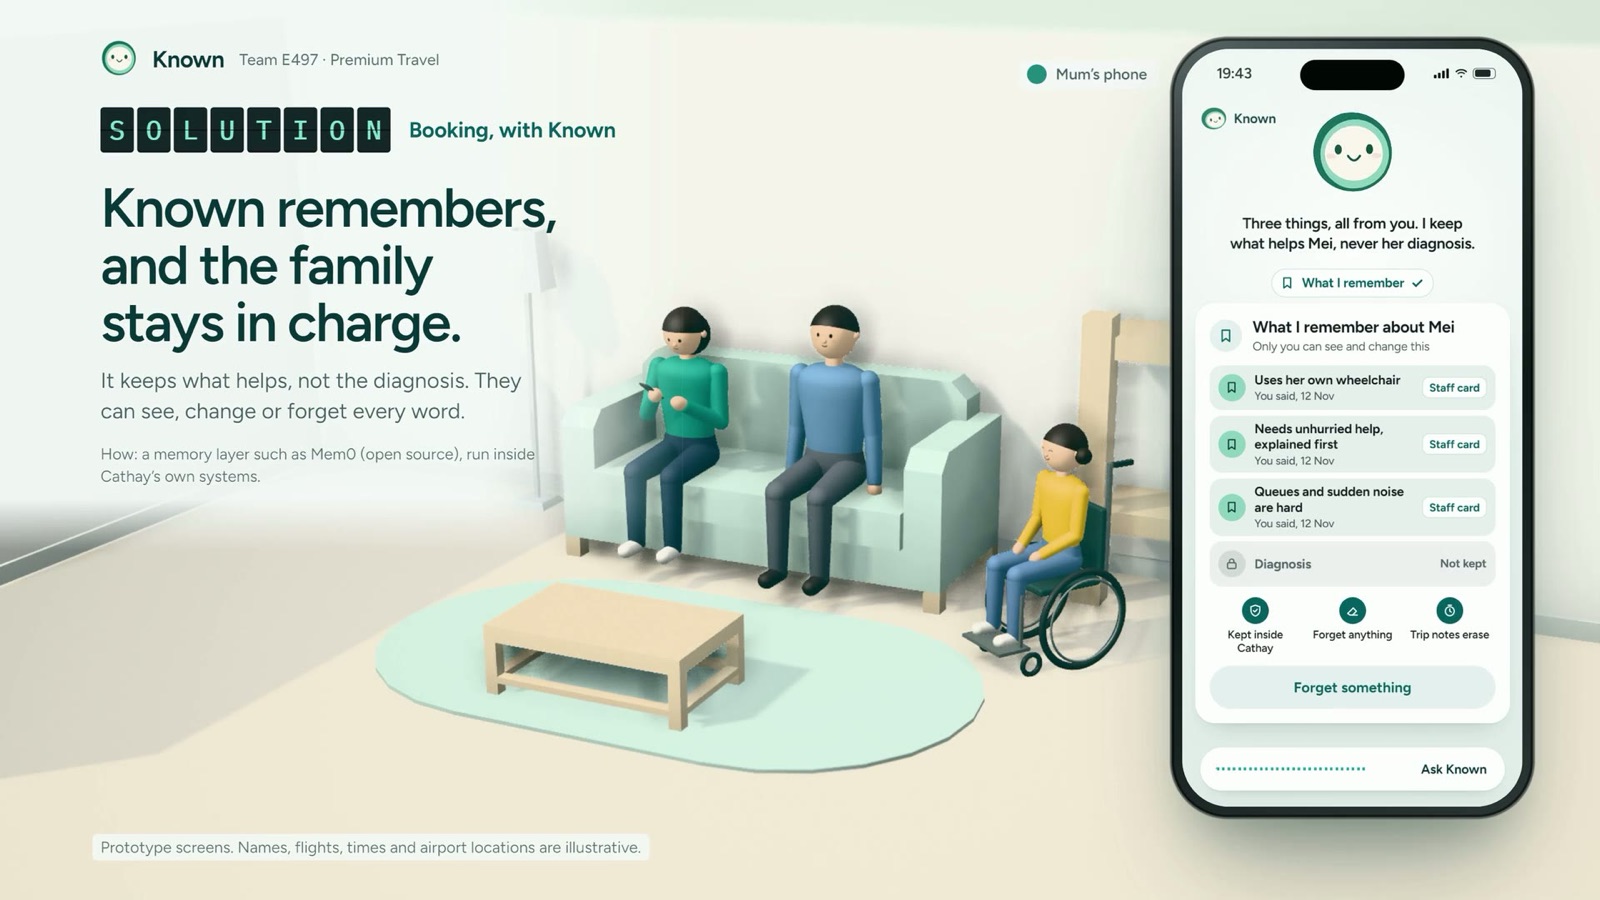 Known Team E497 · Premium Travel
SOLUTION Booking, with Known
Known remembers,
and the family
stays in charge.
It keeps what helps, not the diagnosis. They
can see, change or forget every word.
How: a memory layer such as Mem0 (open source), run inside
Cathay’s own systems.
Prototype screens. Names, flights, times and airport locations are illustrative.
Mum’s phone
19:43
Known
Three things, all from you. I keep
what helps Mei, never her diagnosis.
What I remember
What I remember about Mei
Only you can see and change this
Uses her own wheelchair
You said, 12 Nov
Staff card
Needs unhurried help,
explained first
You said, 12 Nov
Staff card
Queues and sudden noise
are hard
You said, 12 Nov
Staff card
Diagnosis Not kept
Kept inside
Cathay
Forget anything
Trip notes erase
Forget something
Ask Known